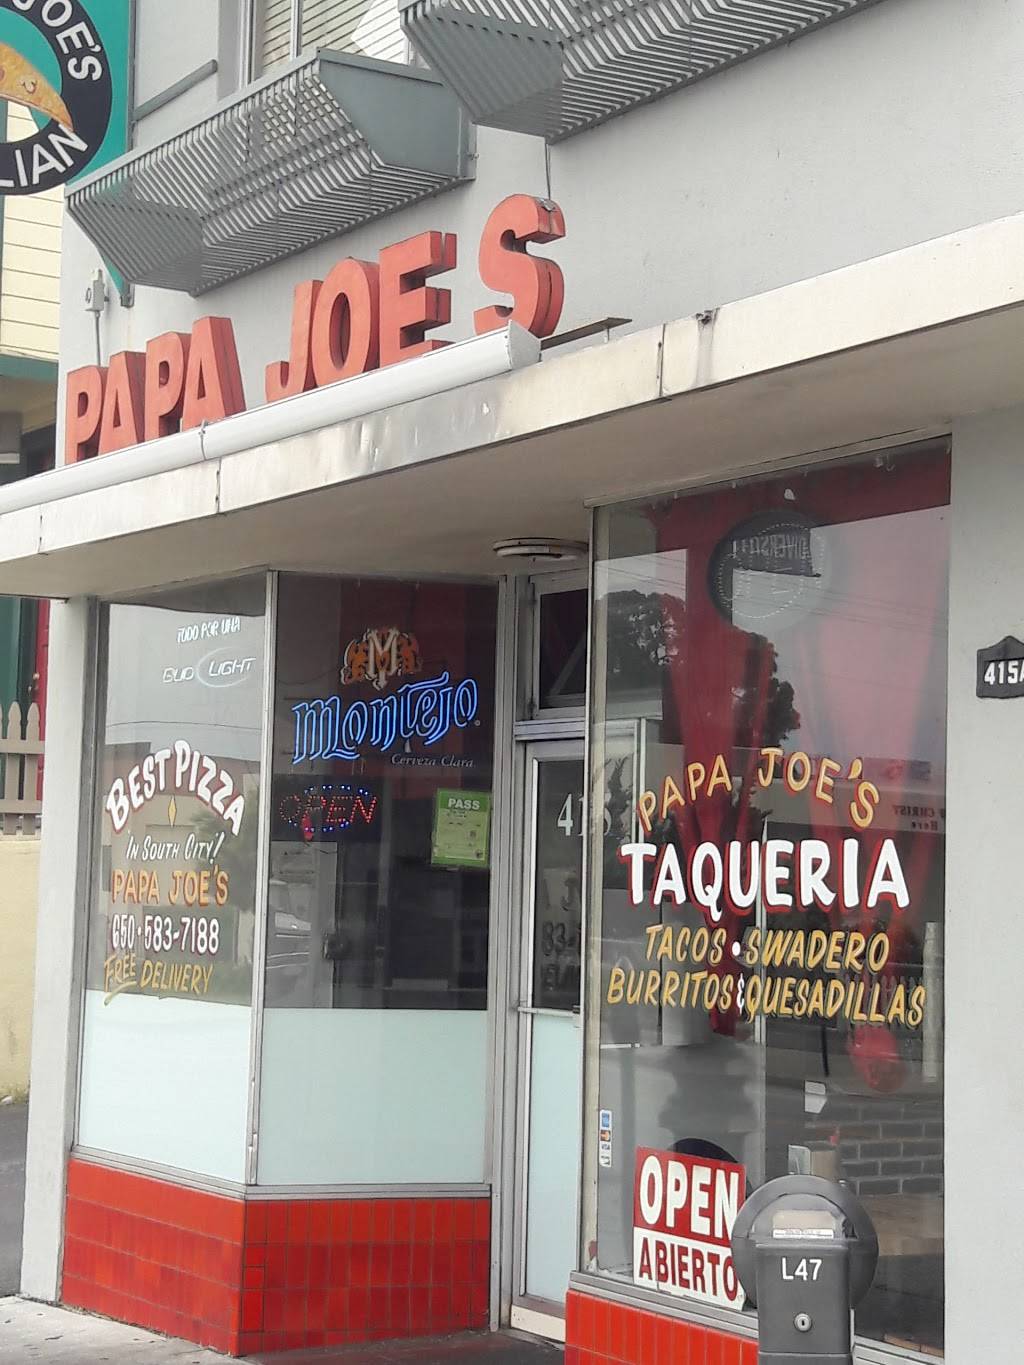 JOE'S
LIAN
PAPA JOE S
TODO POR UNA
BUD LIGHT
MONTEJO
Cerveza Clara
OPEN
PASS
BEST PIZZA
IN SOUTH CITY!
PAPA JOE'S
650·583-7188
FREE DELIVERY
415A
PAPA JOE'S
TAQUERIA
TACOS·SWADERO
BURRITOS & QUESADILLAS
OPEN
ABIERTO
L47